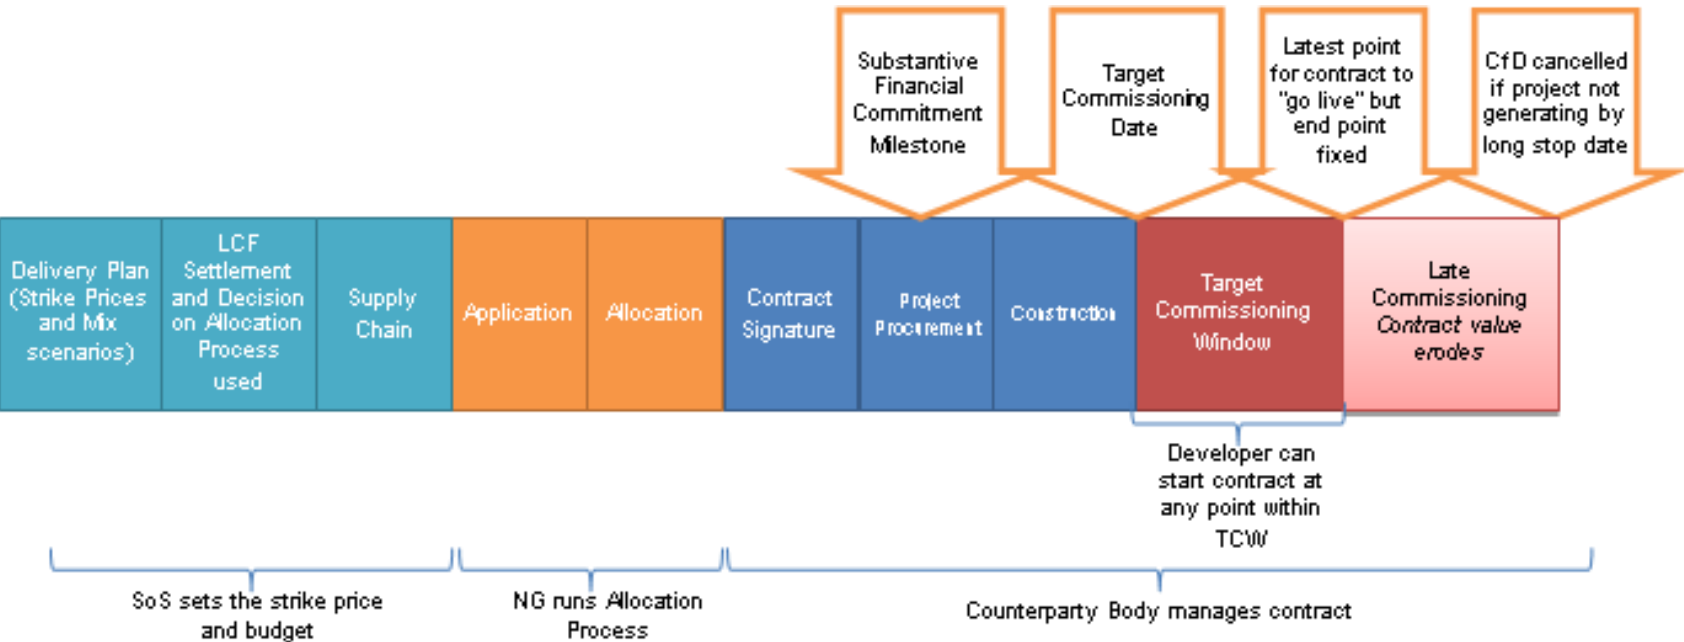 Substantive
Financial
Commitment
Milestone
Target
Commissioning
Date
Latest point
for contract to
"go live" but
end point
fixed
CfD cancelled
if project not
generating by
long stop date
Delivery Plan
(Strike Prices
and Mix
scenarios)
LCF
Settlement
and Decision
on Allocation
Process
used
Supply
Chain
Application
Allocation
Contract
Signature
Project
Procurement
Construction
Target
Commissioning
Window
Late
Commissioning
Contract value
erodes
Developer can
start contract at
any point within
TCW
SoS sets the strike price
and budget
NG runs Allocation
Process
Counterparty Body manages contract